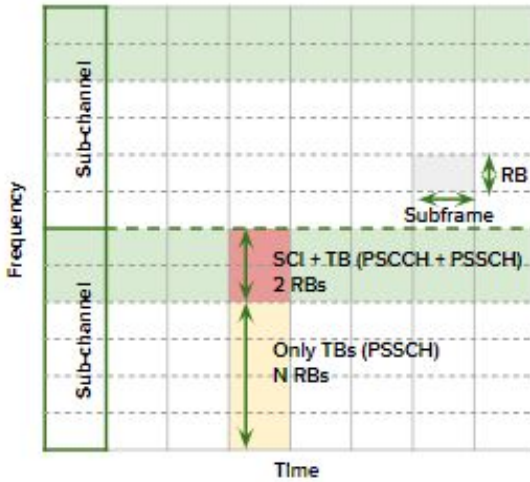 Frequency
Sub-channel
Sub-channel
RB
Subframe
SCI + TB (PSCCH + PSSCH)
2 RBs
Only TBs (PSSCH)
N RBs
TIme